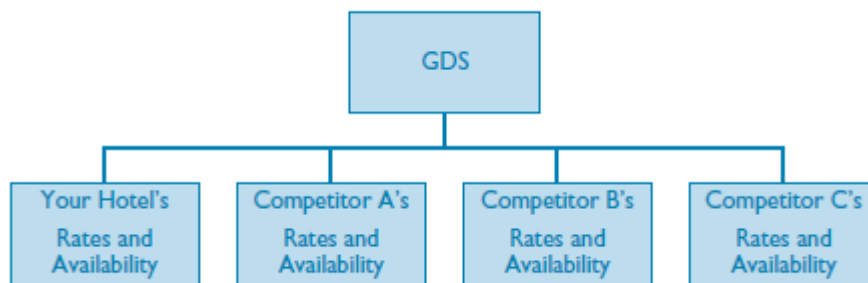 GDS
Your Hotel's
Rates and
Availability
Competitor A's
Rates and
Availability
Competitor B's
Rates and
Availability
Competitor C's
Rates and
Availability